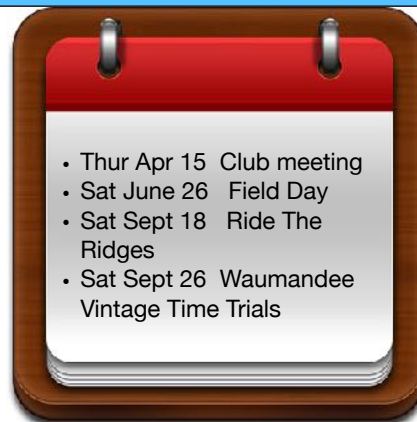 • Thur Apr 15  Club meeting
• Sat June 26   Field Day
• Sat Sept 18   Ride The
Ridges
• Sat Sept 26  Waumandee
Vintage Time Trials